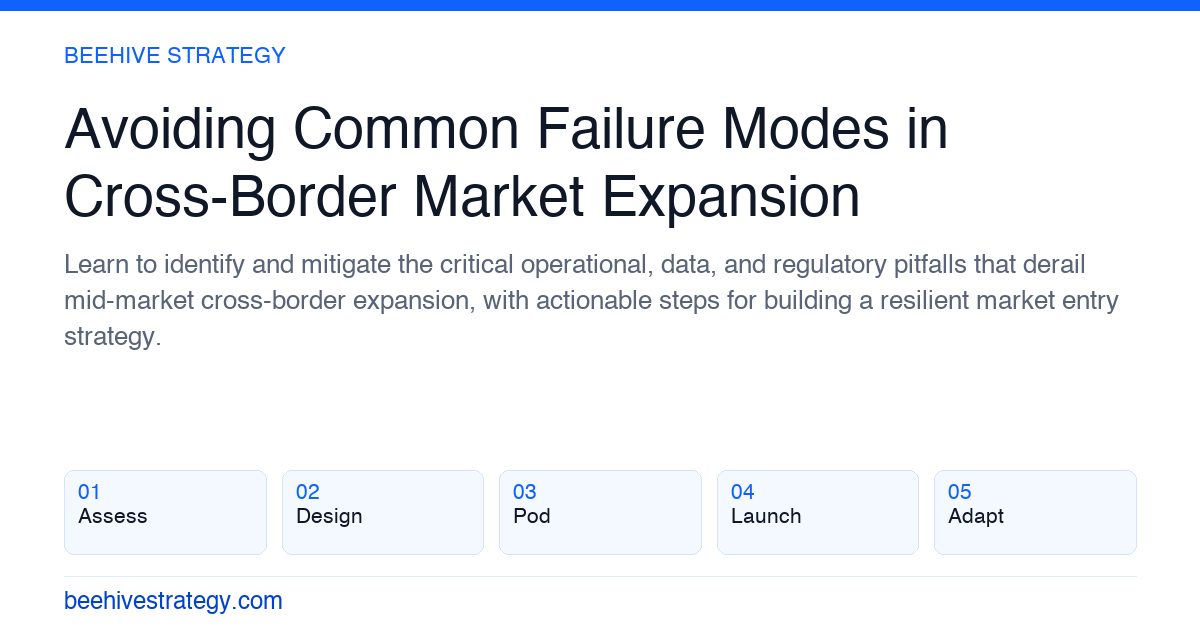 BEEHIVE STRATEGY
Avoiding Common Failure Modes in
Cross-Border Market Expansion
Learn to identify and mitigate the critical operational, data, and regulatory pitfalls that derail
mid-market cross-border expansion, with actionable steps for building a resilient market entry
strategy.
01
Assess
02
Design
03
Pod
04
Launch
05
Adapt
beehivestrategy.com